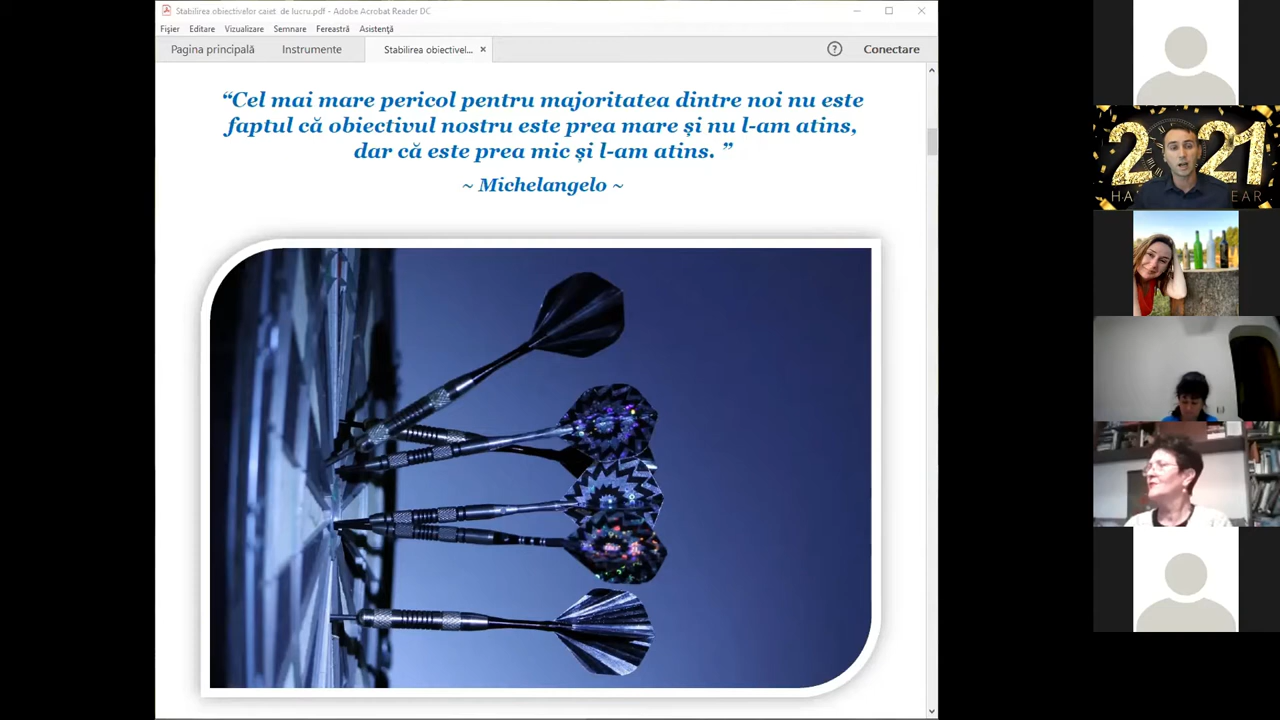 Stabilirea obiectivelor caiet de lucru.pdf - Adobe Acrobat Reader DC
Fișier Editare Vizualizare Semnare Fereastră Asistență
Pagina principală Instrumente Stabilirea obiectivel... × ? Conectare
“Cel mai mare pericol pentru majoritatea dintre noi nu este
faptul că obiectivul nostru este prea mare și nu l-am atins,
dar că este prea mic și l-am atins. ”
~ Michelangelo ~
2021
HA EAR